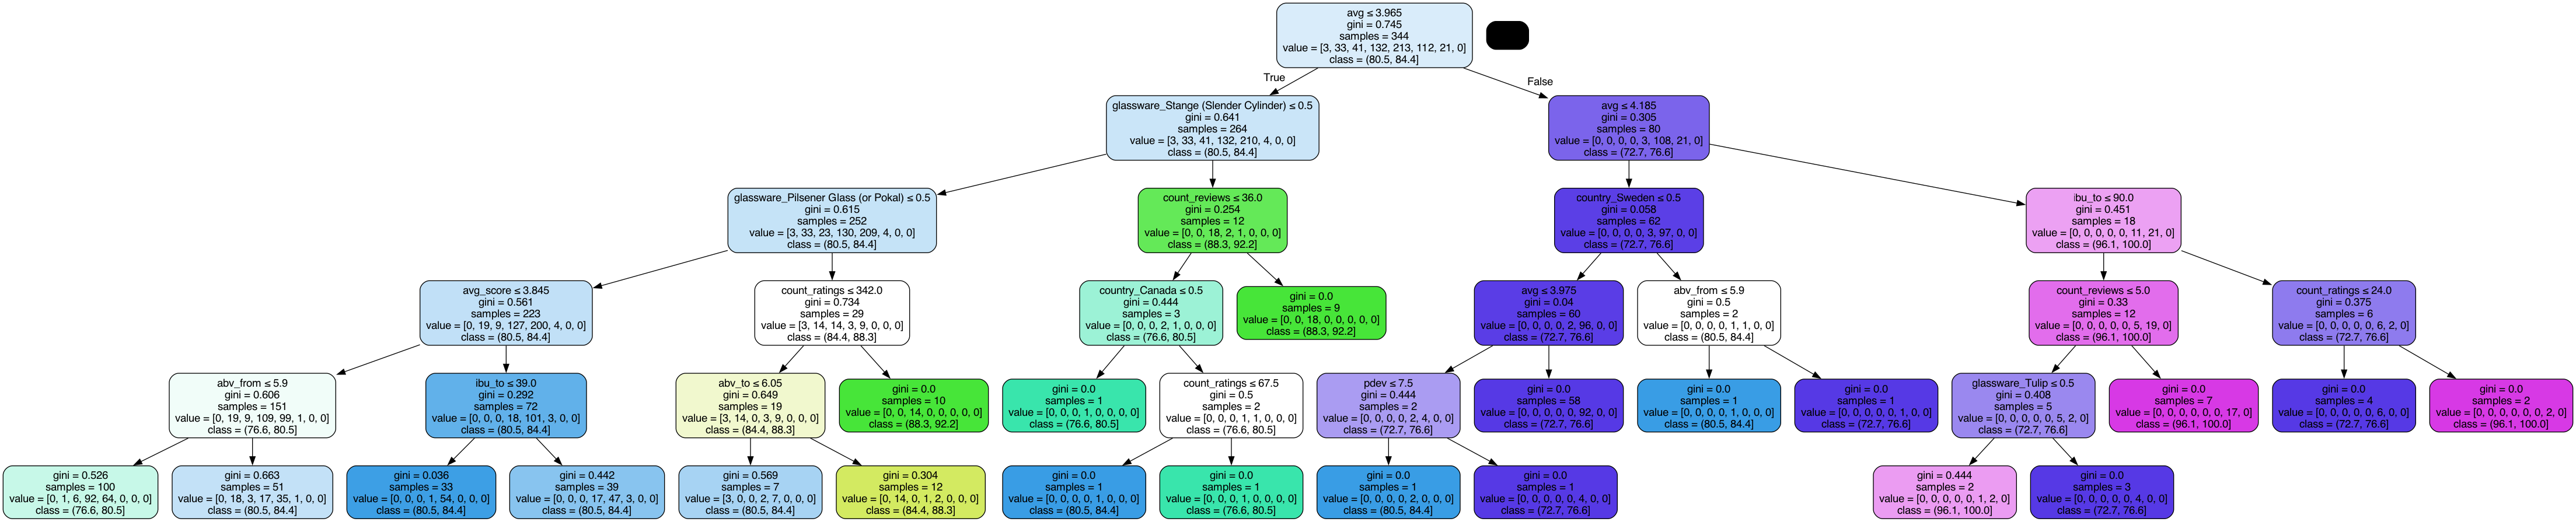 avg ≤ 3.965
gini = 0.745
samples = 344
value = [3, 33, 41, 132, 213, 112, 21, 0]
class = (80.5, 84.4]
True
False
glassware_Stange (Slender Cylinder) ≤ 0.5
gini = 0.641
samples = 264
value = [3, 33, 41, 132, 210, 4, 0, 0]
class = (80.5, 84.4]
avg ≤ 4.185
gini = 0.305
samples = 80
value = [0, 0, 0, 0, 3, 108, 21, 0]
class = (72.7, 76.6]
glassware_Pilsener Glass (or Pokal) ≤ 0.5
gini = 0.615
samples = 252
value = [3, 33, 23, 130, 209, 4, 0, 0]
class = (80.5, 84.4]
count_reviews ≤ 36.0
gini = 0.254
samples = 12
value = [0, 0, 18, 2, 1, 0, 0, 0]
class = (88.3, 92.2]
country_Sweden ≤ 0.5
gini = 0.058
samples = 62
value = [0, 0, 0, 0, 3, 97, 0, 0]
class = (72.7, 76.6]
ibu_to ≤ 90.0
gini = 0.451
samples = 18
value = [0, 0, 0, 0, 0, 11, 21, 0]
class = (96.1, 100.0]
avg_score ≤ 3.845
gini = 0.561
samples = 223
value = [0, 19, 9, 127, 200, 4, 0, 0]
class = (80.5, 84.4]
count_ratings ≤ 342.0
gini = 0.734
samples = 29
value = [3, 14, 14, 3, 9, 0, 0, 0]
class = (84.4, 88.3]
country_Canada ≤ 0.5
gini = 0.444
samples = 3
value = [0, 0, 0, 2, 1, 0, 0, 0]
class = (76.6, 80.5]
gini = 0.0
samples = 9
value = [0, 0, 18, 0, 0, 0, 0, 0]
class = (88.3, 92.2]
avg ≤ 3.975
gini = 0.04
samples = 60
value = [0, 0, 0, 0, 2, 96, 0, 0]
class = (72.7, 76.6]
abv_from ≤ 5.9
gini = 0.5
samples = 2
value = [0, 0, 0, 0, 1, 1, 0, 0]
class = (80.5, 84.4]
count_reviews ≤ 5.0
gini = 0.33
samples = 12
value = [0, 0, 0, 0, 0, 5, 19, 0]
class = (96.1, 100.0]
count_ratings ≤ 24.0
gini = 0.375
samples = 6
value = [0, 0, 0, 0, 0, 6, 2, 0]
class = (72.7, 76.6]
abv_from ≤ 5.9
gini = 0.606
samples = 151
value = [0, 19, 9, 109, 99, 1, 0, 0]
class = (76.6, 80.5]
ibu_to ≤ 39.0
gini = 0.292
samples = 72
value = [0, 0, 0, 18, 101, 3, 0, 0]
class = (80.5, 84.4]
abv_to ≤ 6.05
gini = 0.649
samples = 19
value = [3, 14, 0, 3, 9, 0, 0, 0]
class = (84.4, 88.3]
gini = 0.0
samples = 10
value = [0, 0, 14, 0, 0, 0, 0, 0]
class = (88.3, 92.2]
gini = 0.0
samples = 1
value = [0, 0, 0, 1, 0, 0, 0, 0]
class = (76.6, 80.5]
count_ratings ≤ 67.5
gini = 0.5
samples = 2
value = [0, 0, 0, 1, 1, 0, 0, 0]
class = (76.6, 80.5]
pdev ≤ 7.5
gini = 0.444
samples = 2
value = [0, 0, 0, 0, 2, 4, 0, 0]
class = (72.7, 76.6]
gini = 0.0
samples = 58
value = [0, 0, 0, 0, 0, 92, 0, 0]
class = (72.7, 76.6]
gini = 0.0
samples = 1
value = [0, 0, 0, 0, 1, 0, 0, 0]
class = (80.5, 84.4]
gini = 0.0
samples = 1
value = [0, 0, 0, 0, 0, 1, 0, 0]
class = (72.7, 76.6]
glassware_Tulip ≤ 0.5
gini = 0.408
samples = 5
value = [0, 0, 0, 0, 0, 5, 2, 0]
class = (72.7, 76.6]
gini = 0.0
samples = 7
value = [0, 0, 0, 0, 0, 0, 17, 0]
class = (96.1, 100.0]
gini = 0.0
samples = 4
value = [0, 0, 0, 0, 0, 6, 0, 0]
class = (72.7, 76.6]
gini = 0.0
samples = 2
value = [0, 0, 0, 0, 0, 0, 2, 0]
class = (96.1, 100.0]
gini = 0.526
samples = 100
value = [0, 1, 6, 92, 64, 0, 0, 0]
class = (76.6, 80.5]
gini = 0.663
samples = 51
value = [0, 18, 3, 17, 35, 1, 0, 0]
class = (80.5, 84.4]
gini = 0.036
samples = 33
value = [0, 0, 0, 1, 54, 0, 0, 0]
class = (80.5, 84.4]
gini = 0.442
samples = 39
value = [0, 0, 0, 17, 47, 3, 0, 0]
class = (80.5, 84.4]
gini = 0.569
samples = 7
value = [3, 0, 0, 2, 7, 0, 0, 0]
class = (80.5, 84.4]
gini = 0.304
samples = 12
value = [0, 14, 0, 1, 2, 0, 0, 0]
class = (84.4, 88.3]
gini = 0.0
samples = 1
value = [0, 0, 0, 0, 1, 0, 0, 0]
class = (80.5, 84.4]
gini = 0.0
samples = 1
value = [0, 0, 0, 1, 0, 0, 0, 0]
class = (76.6, 80.5]
gini = 0.0
samples = 1
value = [0, 0, 0, 0, 2, 0, 0, 0]
class = (80.5, 84.4]
gini = 0.0
samples = 1
value = [0, 0, 0, 0, 0, 4, 0, 0]
class = (72.7, 76.6]
gini = 0.444
samples = 2
value = [0, 0, 0, 0, 0, 1, 2, 0]
class = (96.1, 100.0]
gini = 0.0
samples = 3
value = [0, 0, 0, 0, 0, 4, 0, 0]
class = (72.7, 76.6]